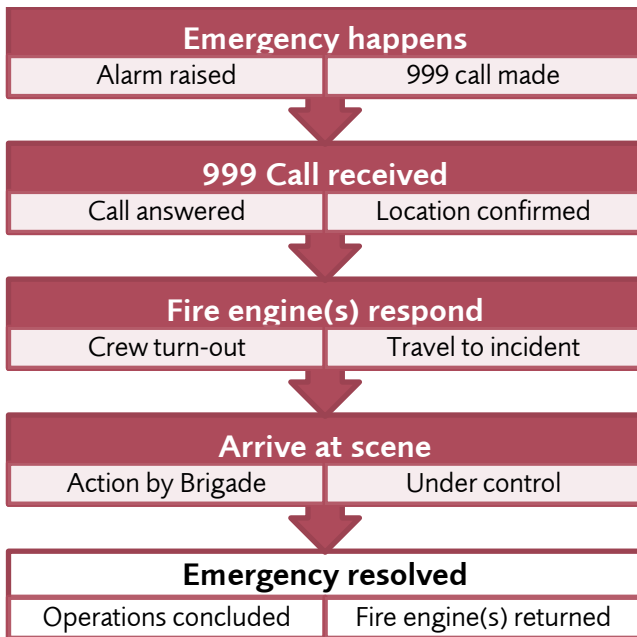 Emergency happens
Alarm raised 999 call made
999 Call received
Call answered Location confirmed
Fire engine(s) respond
Crew turn-out Travel to incident
Arrive at scene
Action by Brigade Under control
Emergency resolved
Operations concluded Fire engine(s) returned